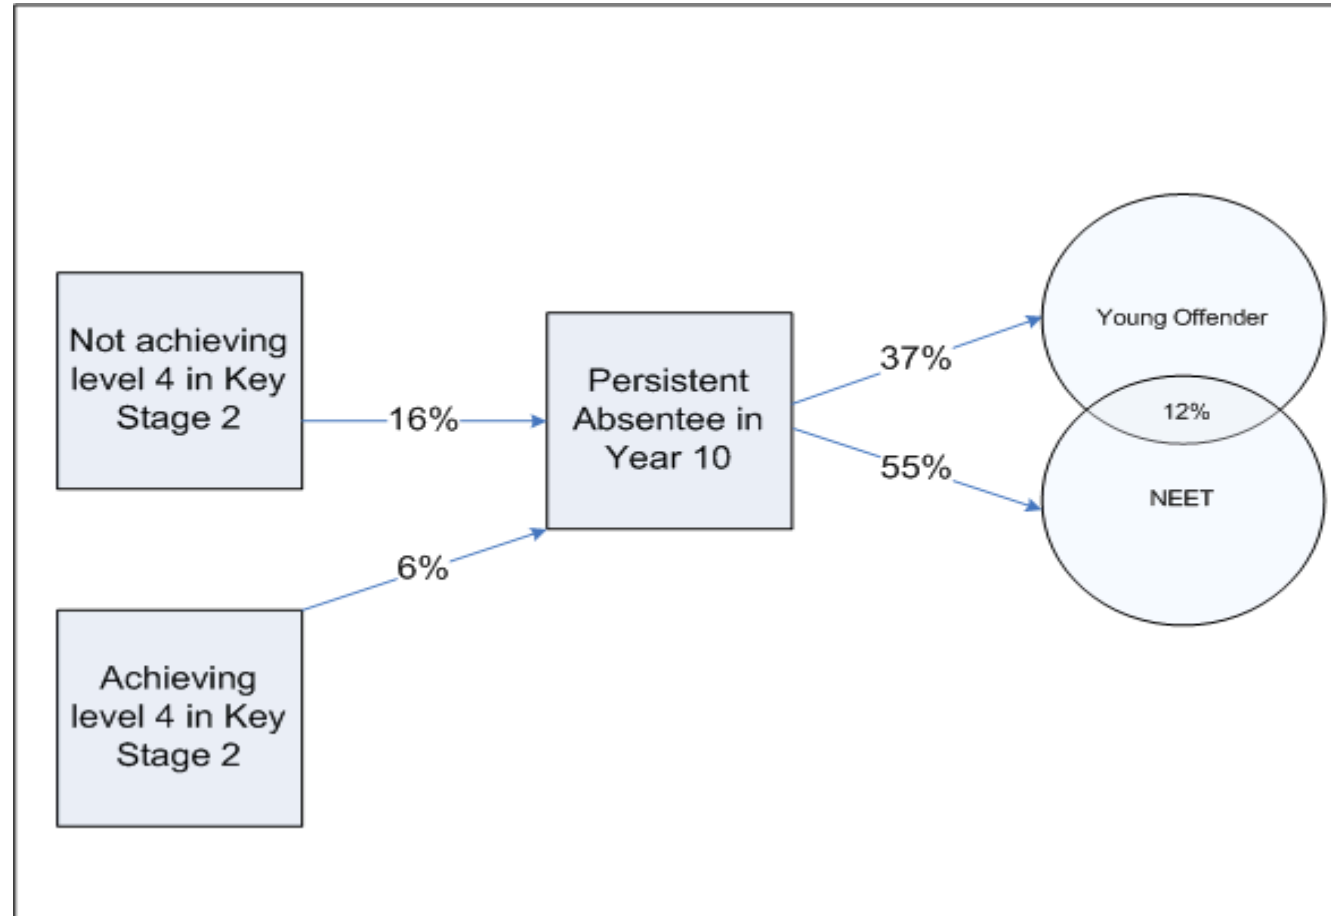 Not achieving
level 4 in Key
Stage 2
16%
Achieving
level 4 in Key
Stage 2
6%
Persistent
Absentee in
Year 10
37%
55%
Young Offender
12%
NEET